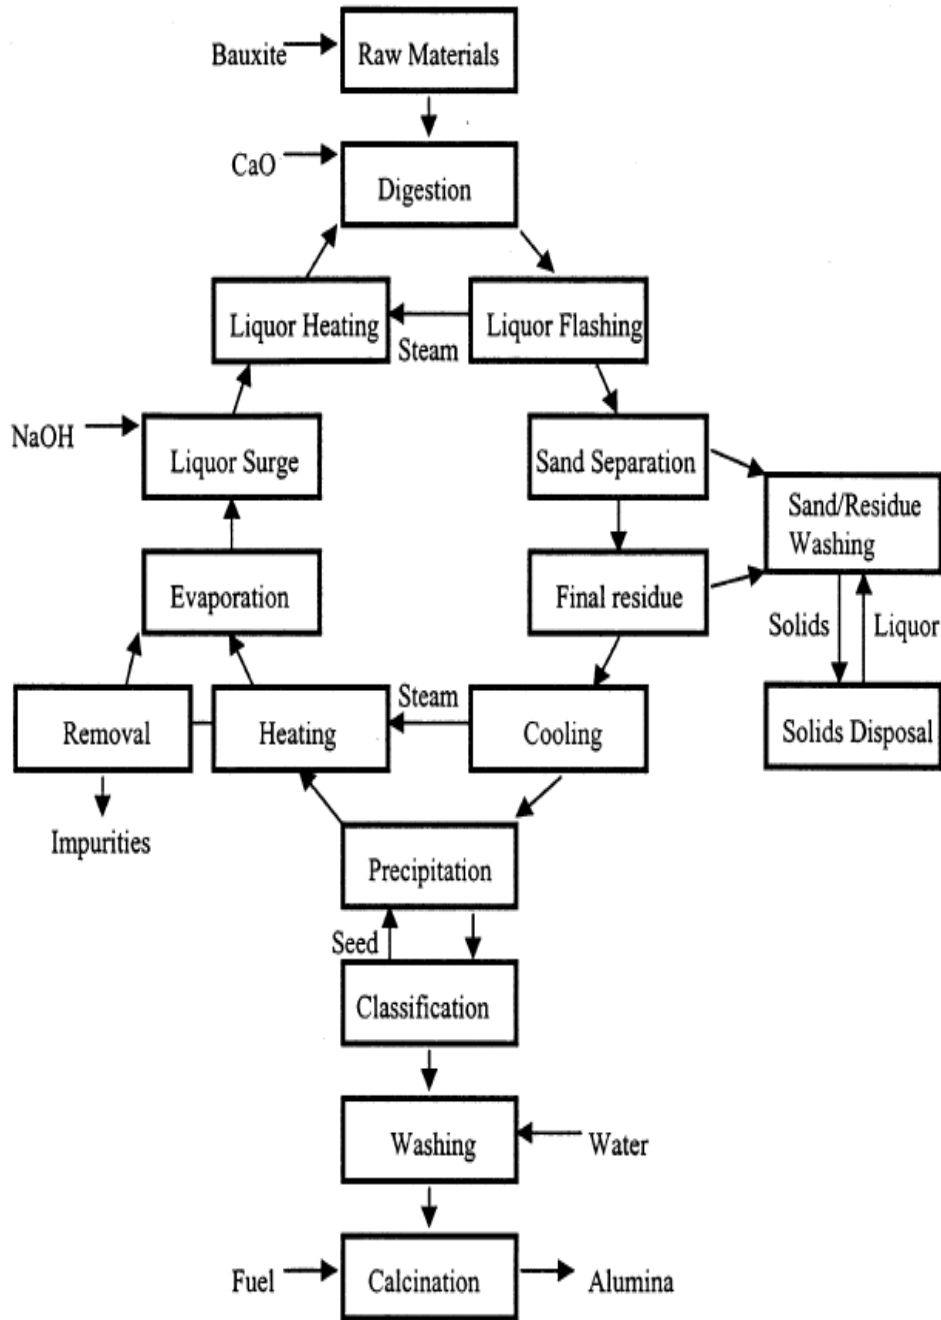 Bauxite
Raw Materials
CaO
Digestion
Liquor Heating
Steam
Liquor Flashing
NaOH
Liquor Surge
Sand Separation
Sand/Residue
Washing
Evaporation
Final residue
Solids
Liquor
Removal
Heating
Steam
Cooling
Solids Disposal
Impurities
Precipitation
Seed
Classification
Washing
Water
Fuel
Calcination
Alumina